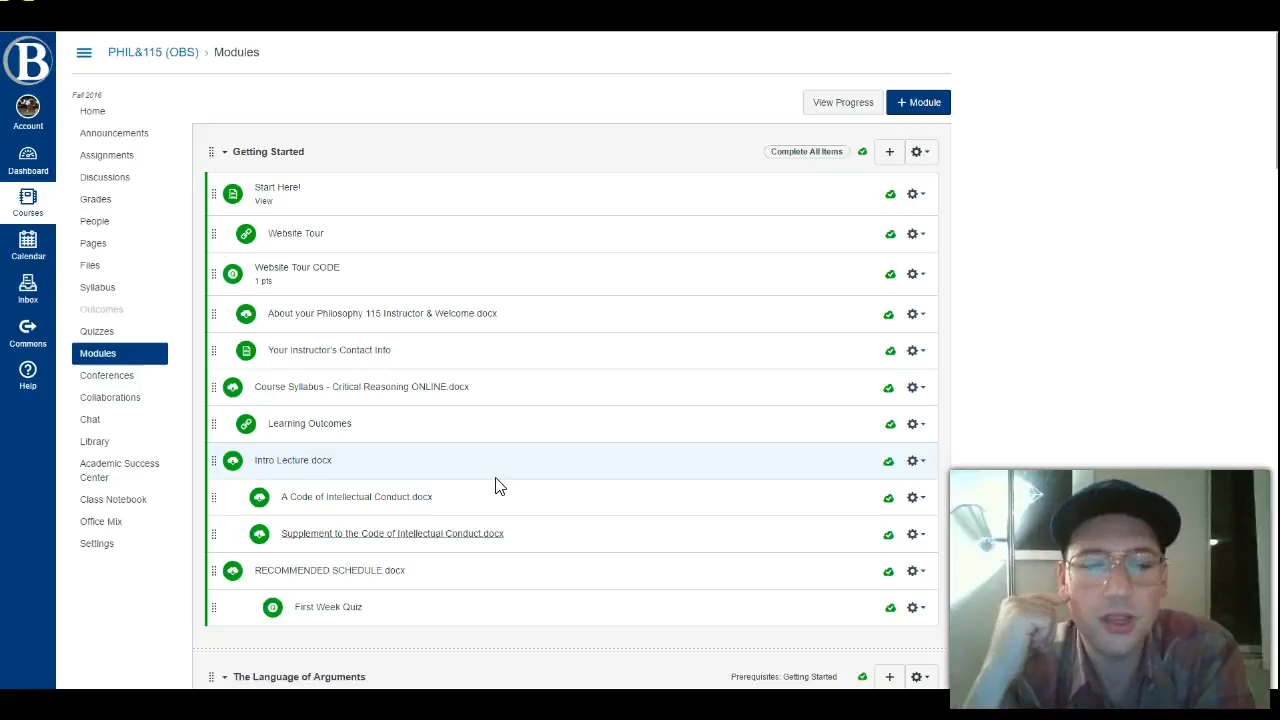 B
PHIL&115 (OBS) › Modules
Fall 2016
View Progress
+ Module
Account
Dashboard
Courses
Calendar
Inbox
Commons
Help
Home
Announcements
Assignments
Discussions
Grades
People
Pages
Files
Syllabus
Outcomes
Quizzes
Modules
Conferences
Collaborations
Chat
Library
Academic Success
Center
Class Notebook
Office Mix
Settings
Getting Started
Complete All Items
Start Here!
View
Website Tour
Website Tour CODE
1 pts
About your Philosophy 115 Instructor & Welcome.docx
Your Instructor's Contact Info
Course Syllabus - Critical Reasoning ONLINE.docx
Learning Outcomes
Intro Lecture.docx
A Code of Intellectual Conduct.docx
Supplement to the Code of Intellectual Conduct.docx
RECOMMENDED SCHEDULE.docx
First Week Quiz
The Language of Arguments
Prerequisites: Getting Started